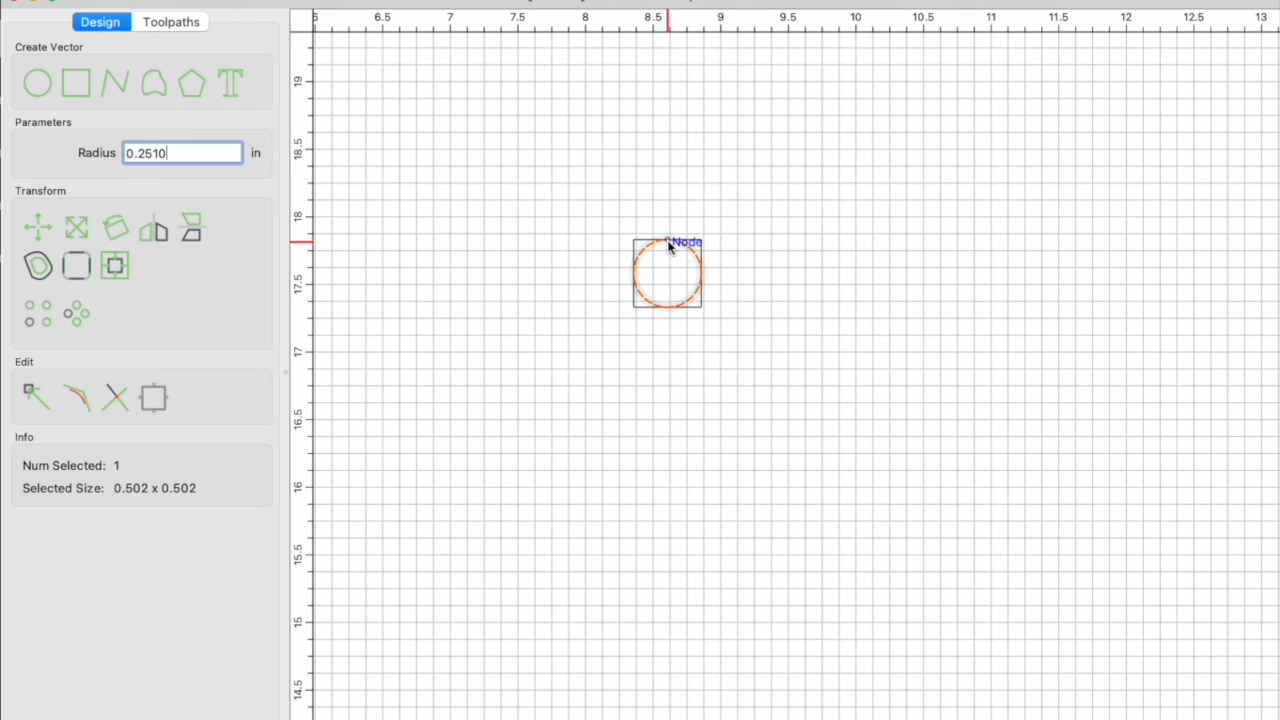 Design Toolpaths
Create Vector
Parameters
Radius 0.2510 in
Transform
Edit
Info
Num Selected: 1
Selected Size: 0.502 x 0.502
6.5 7 7.5 8 8.5 9 9.5 10 10.5 11 11.5 12 12.5 13
19
18.5
18
Node
17.5
17
16.5
16
15.5
15
14.5